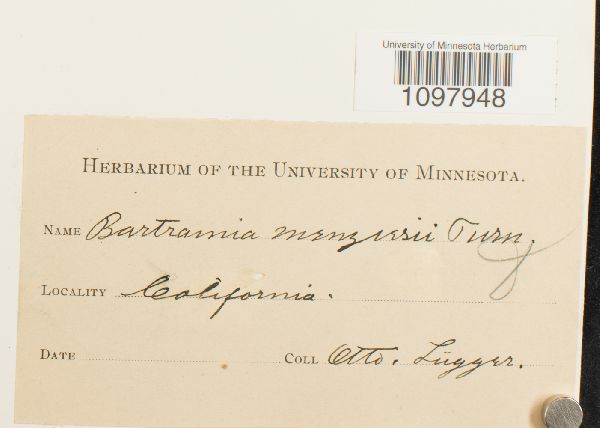 University of Minnesota Herbarium
1097948
HERBARIUM OF THE UNIVERSITY OF MINNESOTA.
NAME Bartramia menziesii Turn.
LOCALITY California.
DATE COLL Otto. Lugger.